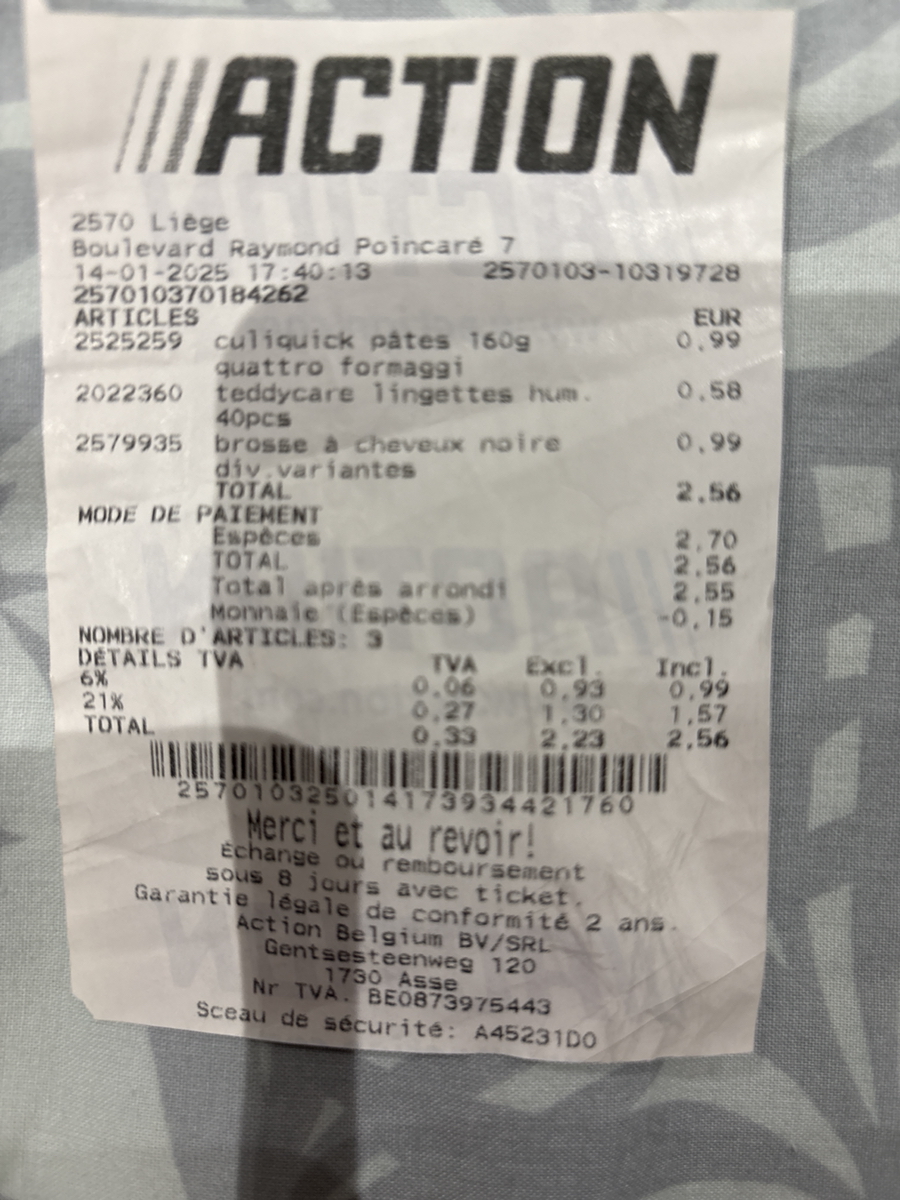 ACTION
2570 Liège
Boulevard Raymond Poincaré 7
14-01-2025 17:40:13 2570103-10319728
257010370184262
ARTICLES EUR
2525259 culiquick pâtes 160g 0,99
quattro formaggi
2022360 teddycare lingettes hum. 0,58
40pcs
2579935 brosse à cheveux noire 0,99
div.variantes
TOTAL 2,56
MODE DE PAIEMENT
Espèces 2,70
TOTAL 2,56
Total après arrondi 2,55
Monnaie (Espèces) -0,15
NOMBRE D'ARTICLES: 3
DÉTAILS TVA TVA Excl. Incl.
6% 0,06 0,93 0,99
21% 0,27 1,30 1,57
TOTAL 0,33 2,23 2,56
257010325014173934421760
Merci et au revoir!
Échange ou remboursement
sous 8 jours avec ticket.
Garantie légale de conformité 2 ans.
Action Belgium BV/SRL
Gentsesteenweg 120
1730 Asse
Nr TVA. BE0873975443
Sceau de sécurité: A45231D0